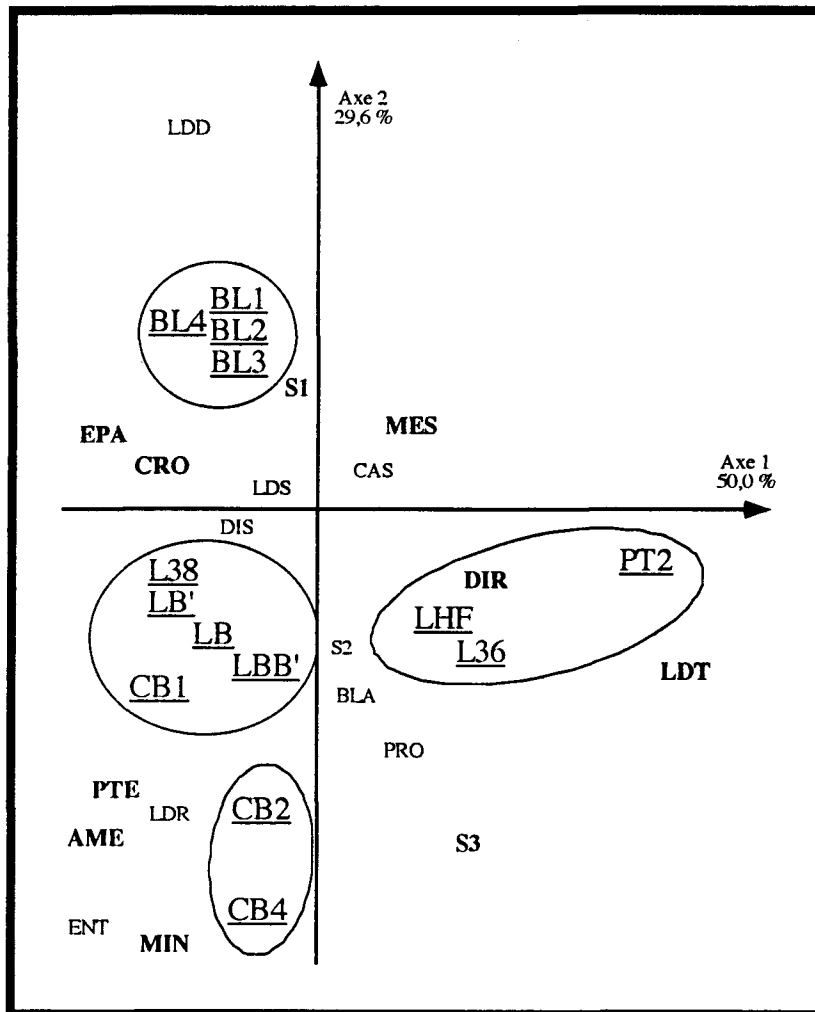 Axe 2
29,6 %
LDD
BL1
BL4
BL2
BL3
S1
EPA
MES
CRO
CAS
Axe 1
50,0 %
LDS
DIS
L38
PT2
DIR
LB'
LHF
LB
S2
L36
LBB'
LDT
CB1
BLA
PRO
PTE
LDR
CB2
AME
S3
CB4
ENT
MIN